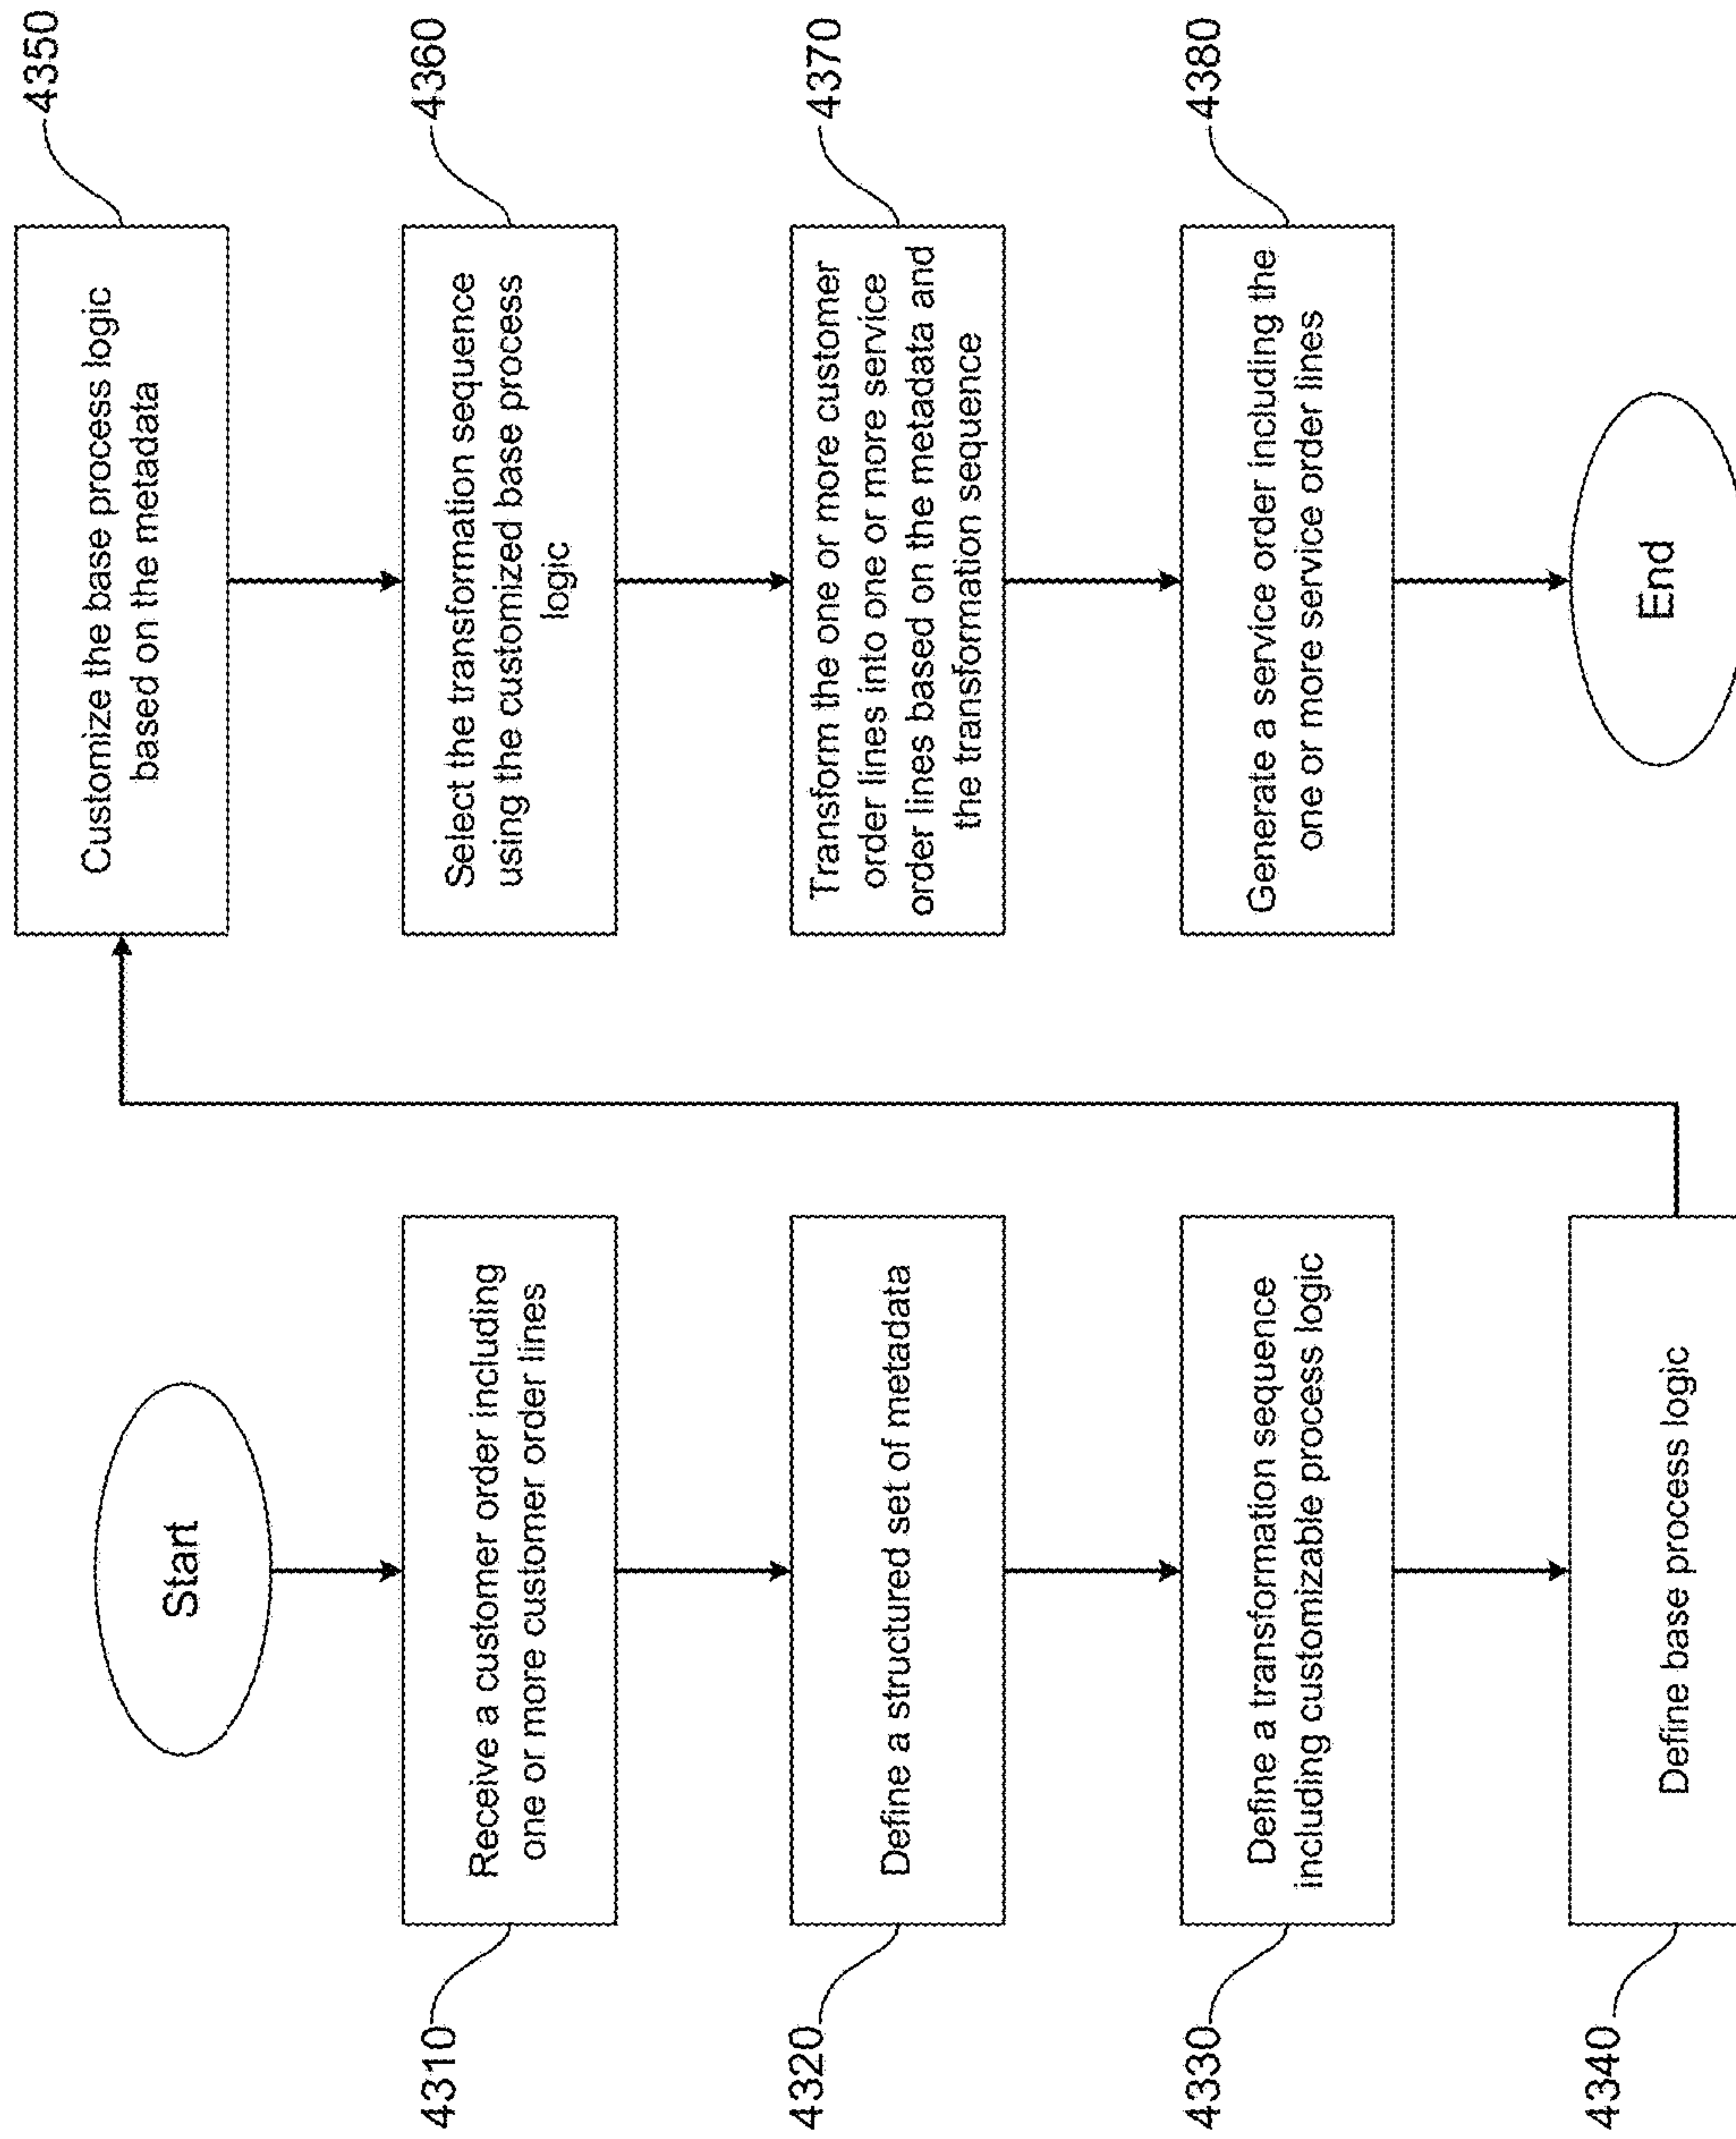 Start
4310
Receive a customer order including
one or more customer order lines
4320
Define a structured set of metadata
4330
Define a transformation sequence
including customizable process logic
4340
Define base process logic
4350
Customize the base process logic
based on the metadata
4360
Select the transformation sequence
using the customized base process
logic
4370
Transform the one or more customer
order lines into one or more service
order lines based on the metadata and
the transformation sequence
4380
Generate a service order including the
one or more service order lines
End